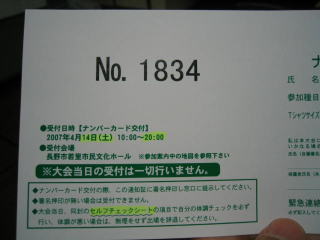 No. 1834
●受付日時【ナンバーカード交付】
2007年4月14日(土) 10:00～20:00
●受付会場
長野市若里市民文化ホール ※参加案内中の地図を参照下さい
※大会当日の受付は一切行いません。
●ナンバーカード交付の際、この通知証に署名押印し窓口に提示してください。
●署名押印が無い場合は受付できません。
●大会当日、同封のセルフチェックシートの項目で各自の体調チェックを必ず
行い、体調が悪い場合は、無理をせず出場を辞退してください。
ナ
氏 名
参加種目
Tシャツサイズ
緊急連絡